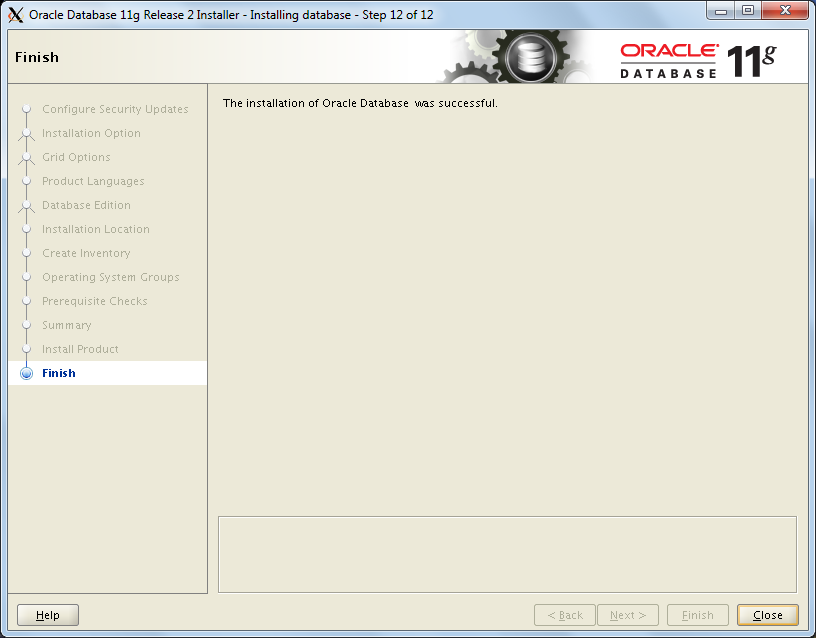 Oracle Database 11g Release 2 Installer - Installing database - Step 12 of 12
Finish
ORACLE®
DATABASE
11g
Configure Security Updates
Installation Option
Grid Options
Product Languages
Database Edition
Installation Location
Create Inventory
Operating System Groups
Prerequisite Checks
Summary
Install Product
Finish
The installation of Oracle Database was successful.
Help
< Back
Next >
Finish
Close